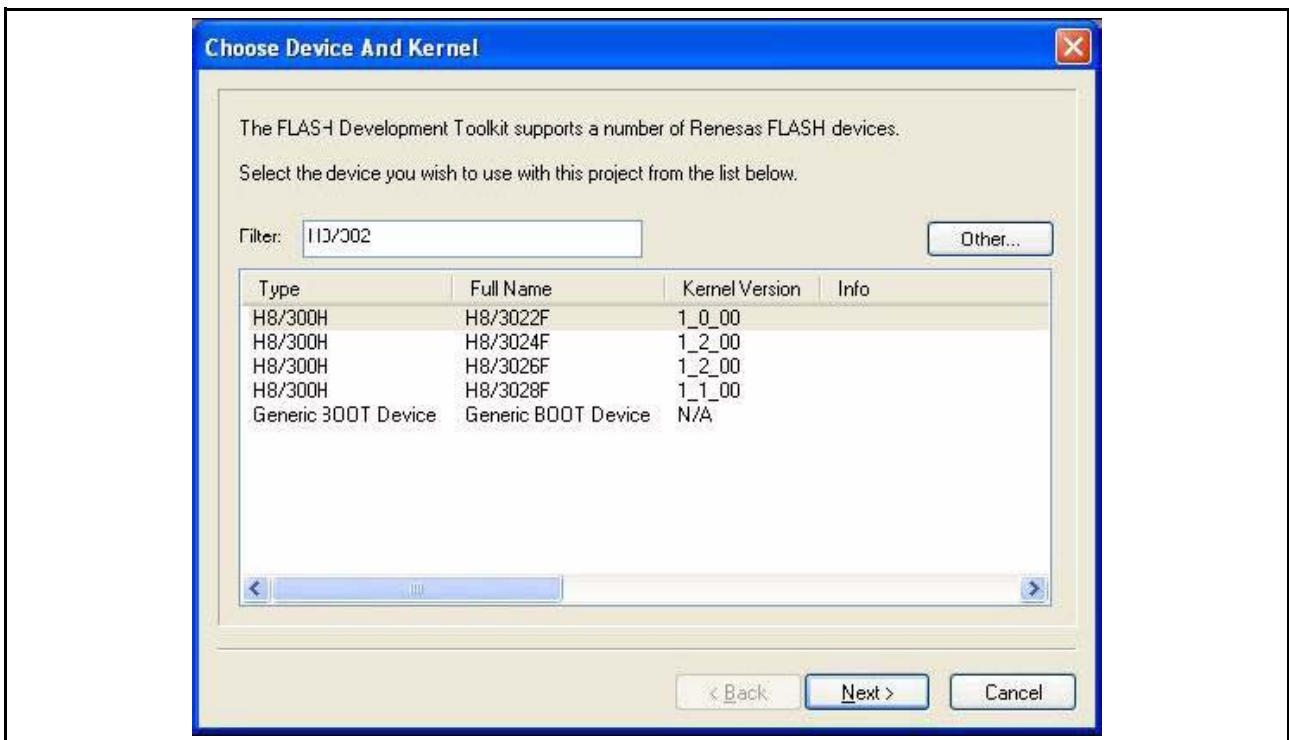 Choose Device And Kernel
The FLASH Development Toolkit supports a number of Renesas FLASH devices.
Select the device you wish to use with this project from the list below.
Filter: H8/302 Other...
Type Full Name Kernel Version Info
H8/300H H8/3022F 1_0_00
H8/300H H8/3024F 1_2_00
H8/300H H8/3026F 1_2_00
H8/300H H8/3028F 1_1_00
Generic BOOT Device Generic BOOT Device N/A
< Back Next > Cancel